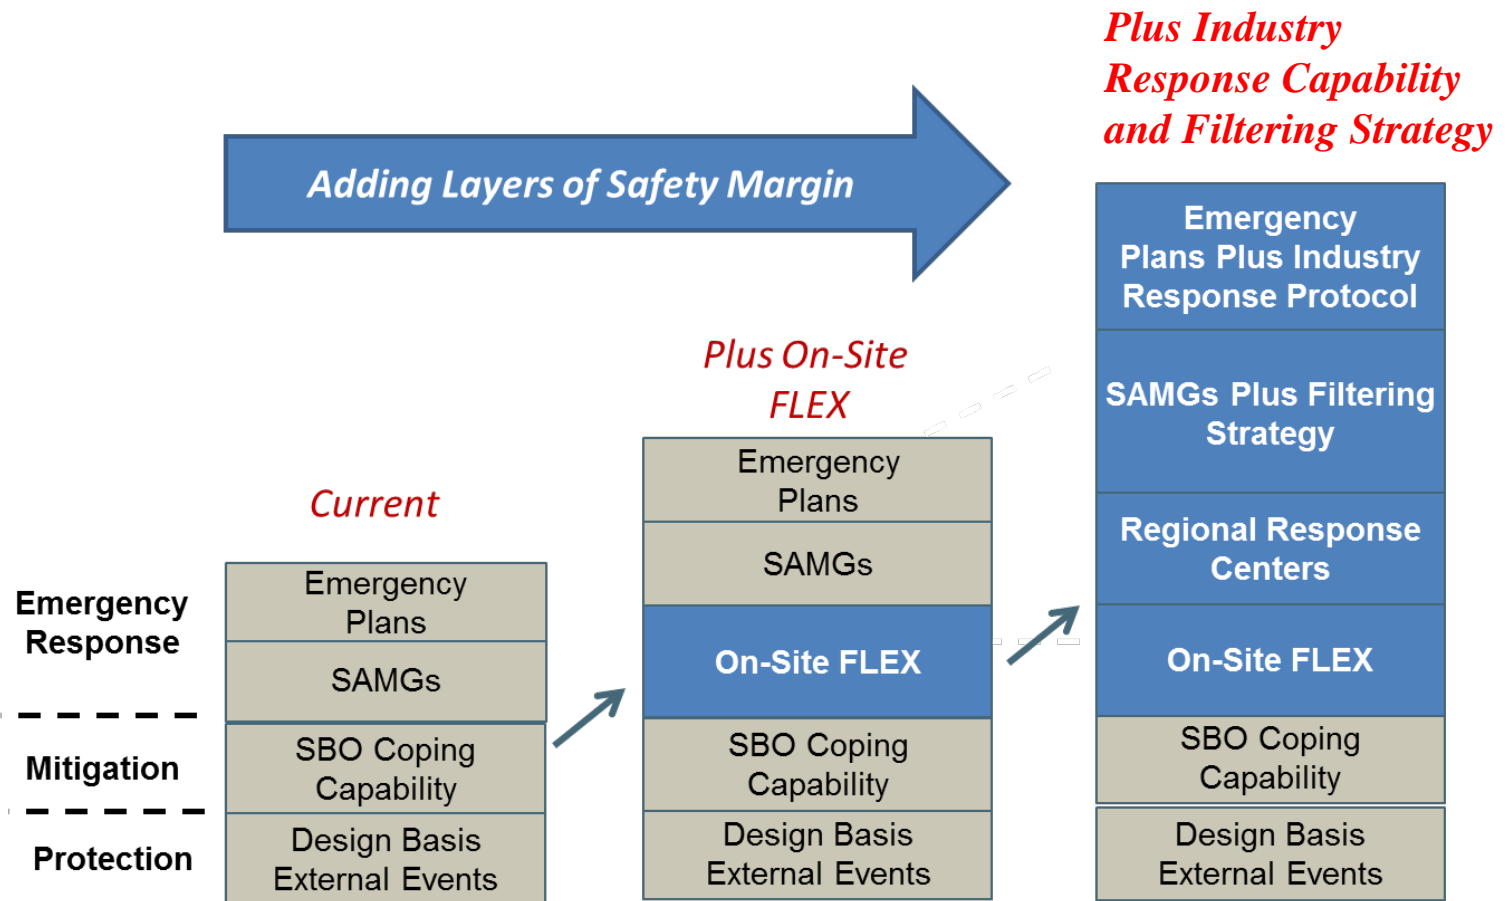 Plus Industry
Response Capability
and Filtering Strategy
Adding Layers of Safety Margin
Current
Plus On-Site
FLEX
Emergency
Response
Mitigation
Protection
Emergency
Plans
SAMGs
SBO Coping
Capability
Design Basis
External Events
Emergency
Plans
SAMGs
On-Site FLEX
SBO Coping
Capability
Design Basis
External Events
Emergency
Plans Plus Industry
Response Protocol
SAMGs Plus Filtering
Strategy
Regional Response
Centers
On-Site FLEX
SBO Coping
Capability
Design Basis
External Events